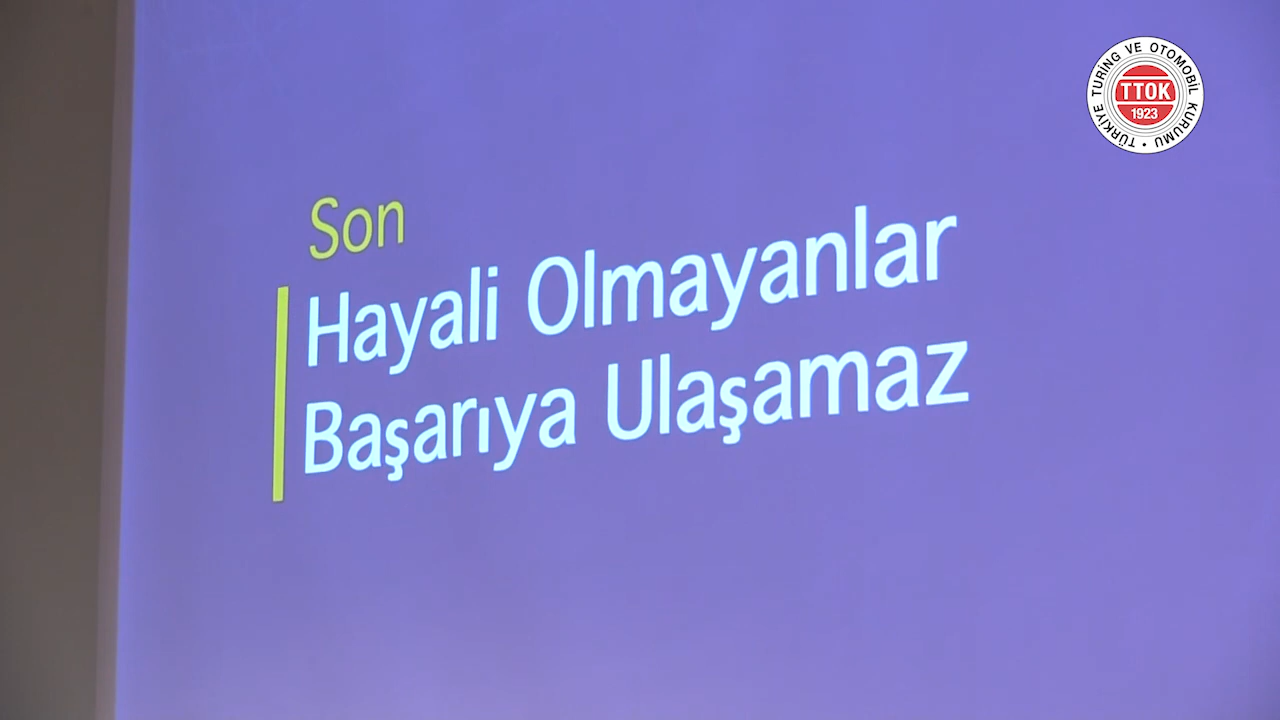 Son
Hayali Olmayanlar
Başarıya Ulaşamaz
TÜRKİYE TURİNG VE OTOMOBİL KURUMU
TTOK
1923